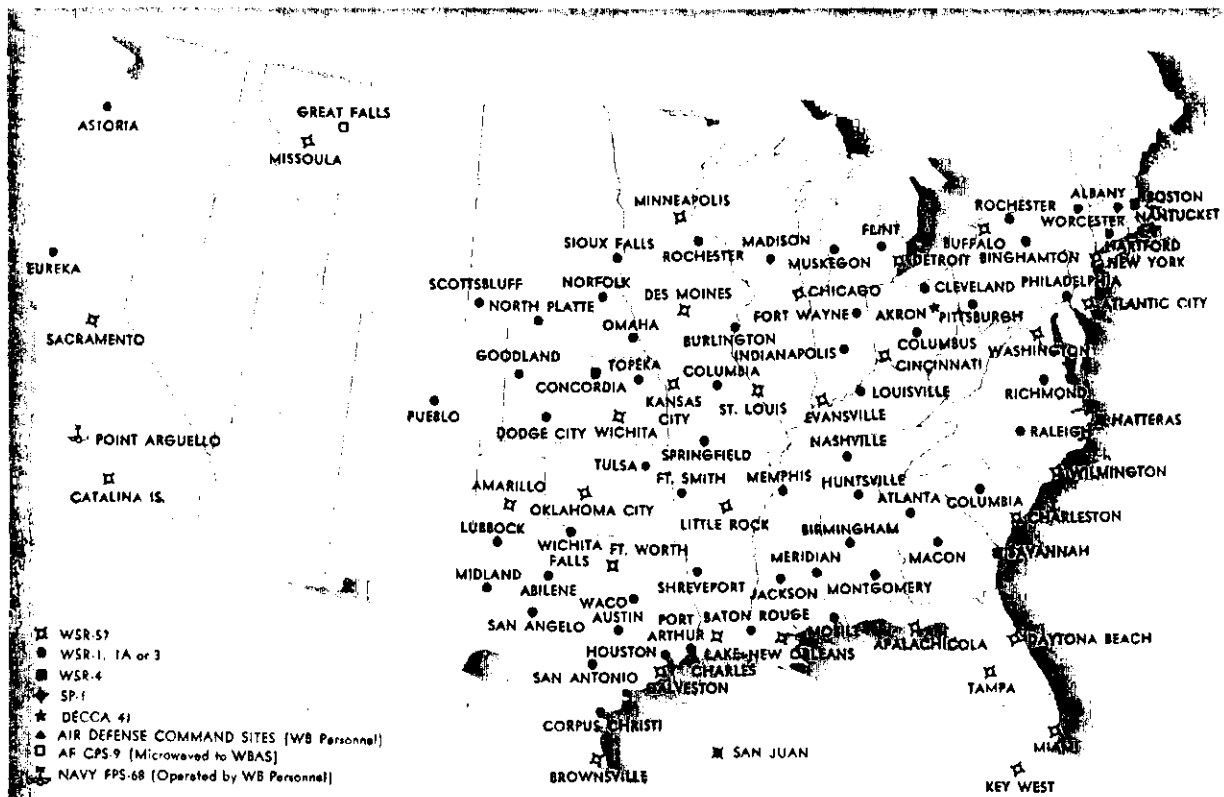 GREAT FALLS
ASTORIA
MISSOULA
MINNEAPOLIS
ROCHESTER
ALBANY
BOSTON
WORCESTER
NANTUCKET
SIOUX FALLS
ROCHESTER
MADISON
MUSKEGON
FLINT
BUFFALO
DETROIT
BINGHAMTON
HARTFORD
NEW YORK
EUREKA
SCOTTSBLUFF
NORFOLK
NORTH PLATTE
DES MOINES
CHICAGO
CLEVELAND
PHILADELPHIA
ATLANTIC CITY
SACRAMENTO
OMAHA
BURLINGTON
FORT WAYNE
AKRON
PITTSBURGH
COLUMBUS
WASHINGTON
GOODLAND
CONCORDIA
TOPEKA
COLUMBIA
INDIANAPOLIS
CINCINNATI
KANSAS
CITY
ST. LOUIS
EVANSVILLE
LOUISVILLE
RICHMOND
PUEBLO
DODGE CITY
WICHITA
NASHVILLE
RALEIGH
HATTERAS
POINT ARGUELLO
SPRINGFIELD
TULSA
FT. SMITH
MEMPHIS
HUNTSVILLE
WILMINGTON
CATALINA IS.
AMARILLO
OKLAHOMA CITY
LITTLE ROCK
ATLANTA
COLUMBIA
CHARLESTON
LUBBOCK
WICHITA
FALLS
FT. WORTH
BIRMINGHAM
MACON
SAVANNAH
MIDLAND
ABILENE
SHREVEPORT
MERIDIAN
JACKSON
MONTGOMERY
WACO
SAN ANGELO
AUSTIN
PORT
ARTHUR
BATON ROUGE
MOBILE
APALACHICOLA
DAYTONA BEACH
HOUSTON
LAKE
CHARLES
NEW ORLEANS
SAN ANTONIO
GALVESTON
TAMPA
CORPUS CHRISTI
BROWNSVILLE
SAN JUAN
MIAMI
KEY WEST
WSR-57
WSR-1, 1A or 3
WSR-4
SP-1
DECCA 41
AIR DEFENSE COMMAND SITES (WB Personnel)
AF CPS-9 (Microwaved to WBAS)
NAVY FPS-68 (Operated by WB Personnel)